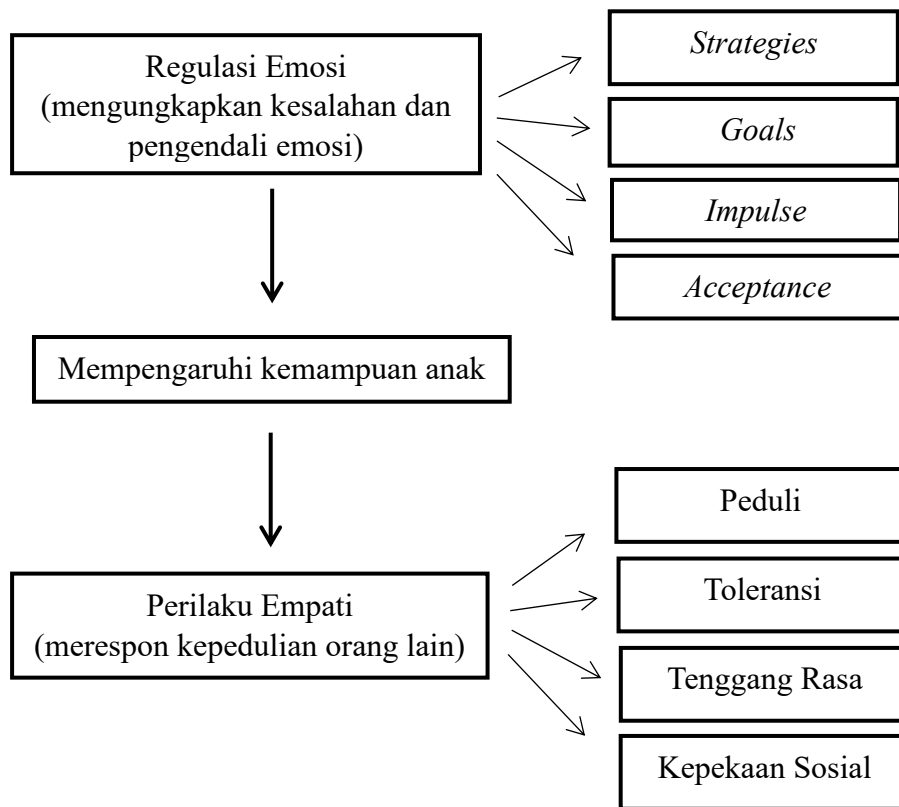 Regulasi Emosi
(mengungkapkan kesalahan dan
pengendali emosi)
Strategies
Goals
Impulse
Acceptance
Mempengaruhi kemampuan anak
Perilaku Empati
(merespon kepedulian orang lain)
Peduli
Toleransi
Tenggang Rasa
Kepekaan Sosial